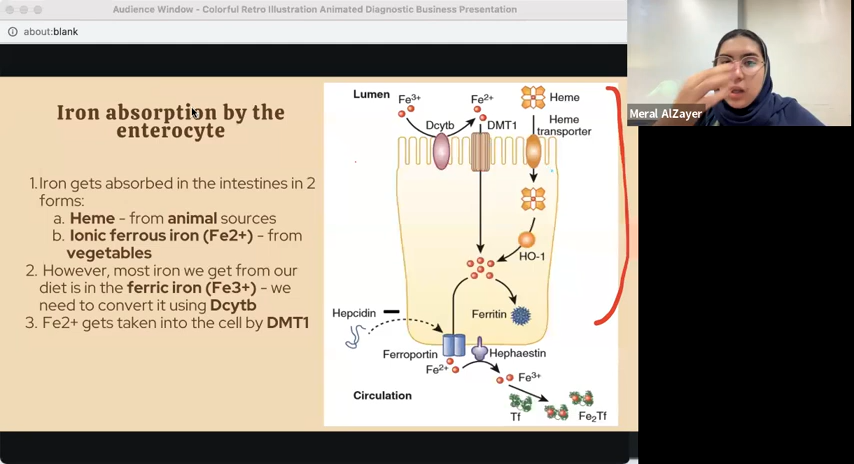 Audience Window - Colorful Retro Illustration Animated Diagnostic Business Presentation
about:blank
Iron absorption by the
enterocyte
1. Iron gets absorbed in the intestines in 2
forms:
a. Heme - from animal sources
b. Ionic ferrous iron (Fe2+) - from
vegetables
2. However, most iron we get from our
diet is in the ferric iron (Fe3+) - we
need to convert it using Dcytb
3. Fe2+ gets taken into the cell by DMT1
Lumen
Fe3+
Fe2+
Heme
Dcytb
DMT1
Heme
transporter
HO-1
Hepcidin
Ferritin
Ferroportin
Hephaestin
Fe2+
Fe3+
Circulation
Tf
Fe2Tf
Meral AlZayer